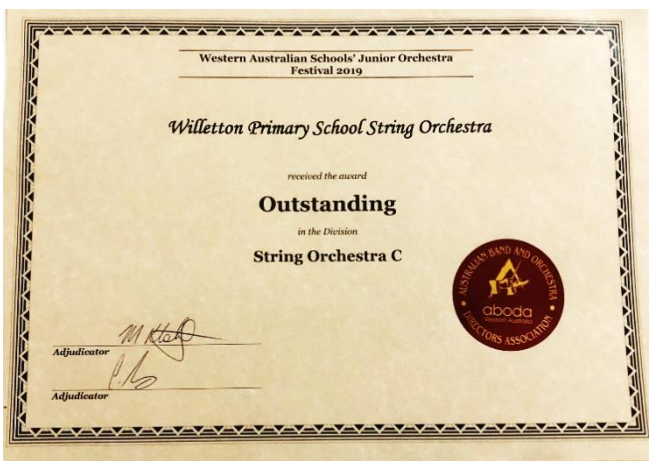 Western Australian Schools' Junior Orchestra
Festival 2019
Willetton Primary School String Orchestra
received the award
Outstanding
in the Division
String Orchestra C
AUSTRALIAN BAND AND ORCHESTRA
aboda
Western Australia
DIRECTORS ASSOCIATION
Adjudicator
Adjudicator